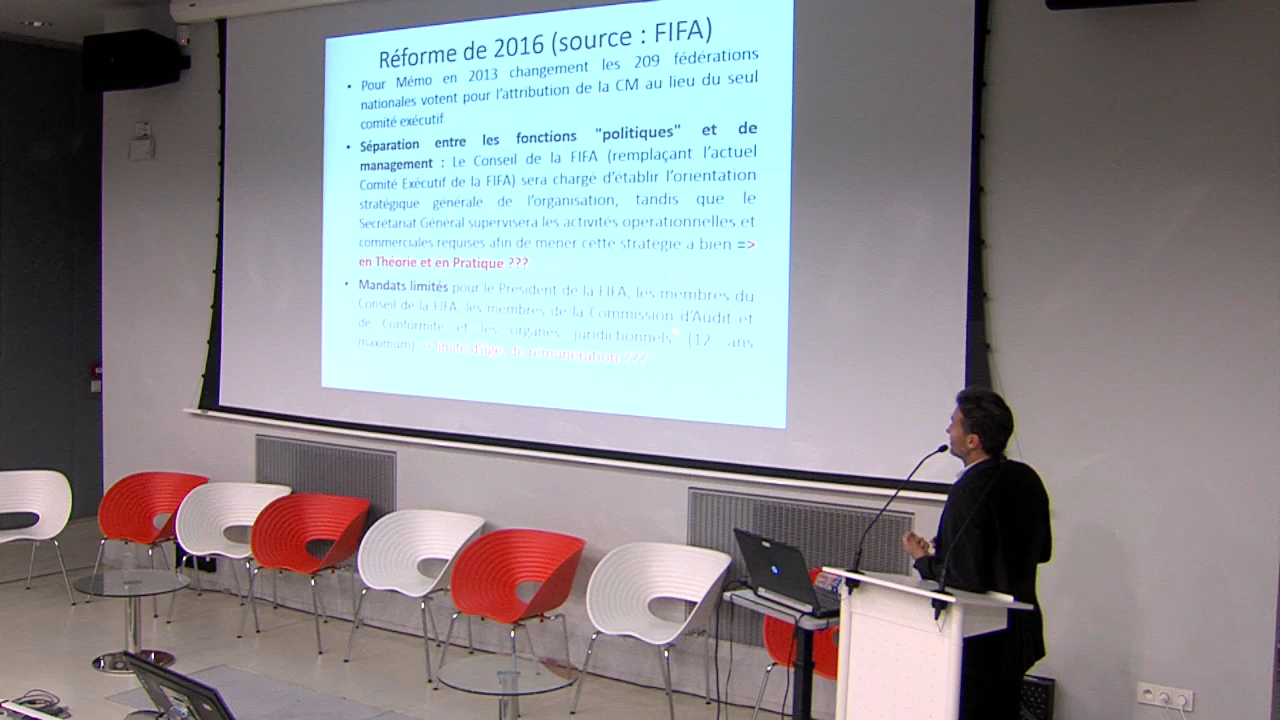 Réforme de 2016 (source : FIFA)
• Pour Mémo en 2013 changement les 209 fédérations
nationales votent pour l'attribution de la CM au lieu du seul
comité exécutif
• Séparation entre les fonctions "politiques" et de
management : Le Conseil de la FIFA (remplaçant l'actuel
Comité Exécutif de la FIFA) sera chargé d'établir l'orientation
stratégique générale de l'organisation, tandis que le
Secrétariat Général supervisera les activités opérationnelles et
commerciales requises afin de mener cette stratégie à bien =>
en Théorie et en Pratique ???
• Mandats limités pour le Président de la FIFA, les membres du
Conseil de la FIFA, les membres de la Commission d'Audit et
de Conformité et les organes juridictionnels (12 ans
maximum) > limite d'âge, de rémunération ???